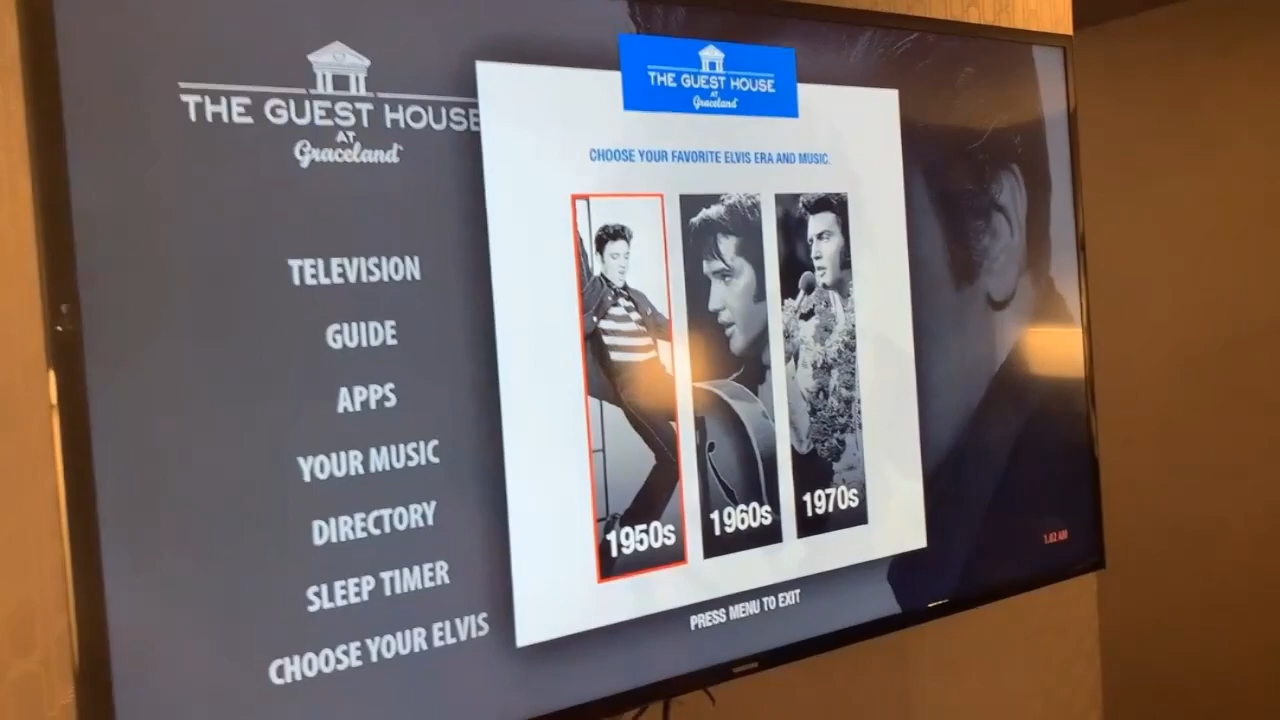 THE GUEST HOUSE
AT
Graceland
TELEVISION
GUIDE
APPS
YOUR MUSIC
DIRECTORY
SLEEP TIMER
CHOOSE YOUR ELVIS
THE GUEST HOUSE
AT
Graceland
CHOOSE YOUR FAVORITE ELVIS ERA AND MUSIC.
1950s
1960s
1970s
PRESS MENU TO EXIT
SAMSUNG